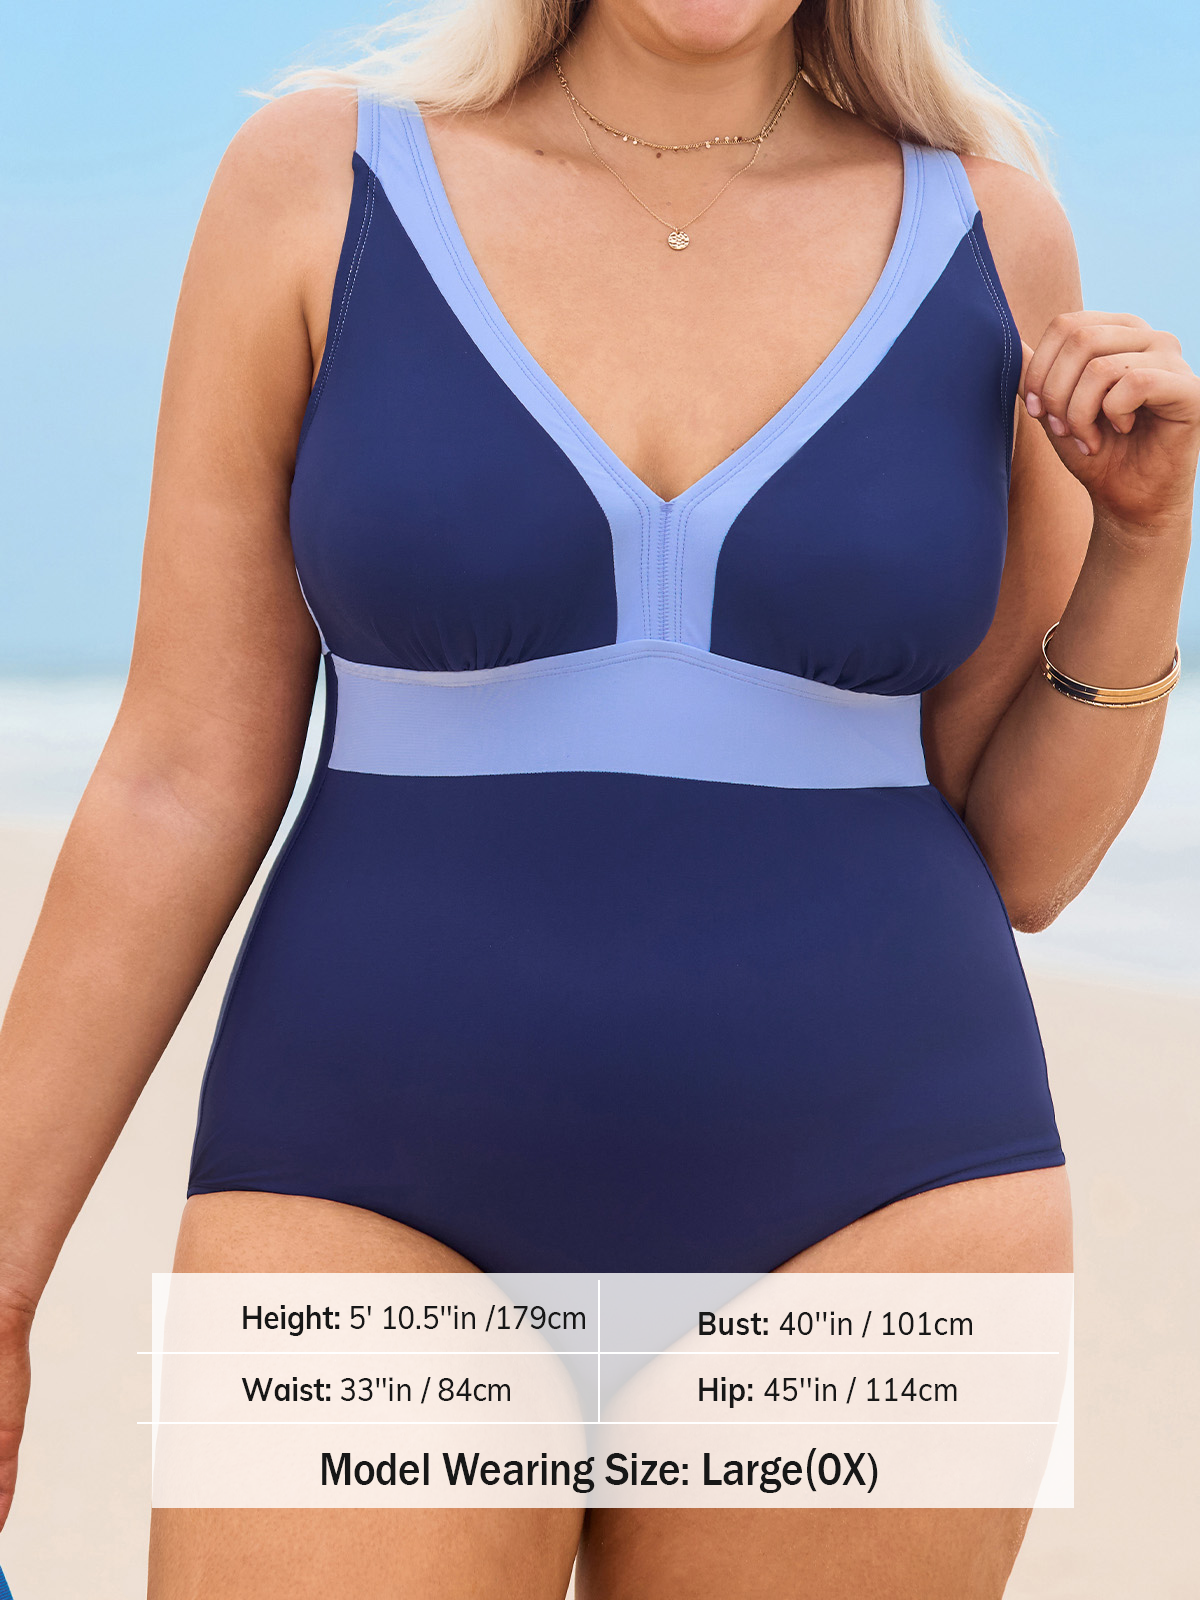 Height: 5' 10.5''in /179cm
Bust: 40''in / 101cm
Waist: 33''in / 84cm
Hip: 45''in / 114cm
Model Wearing Size: Large(0X)